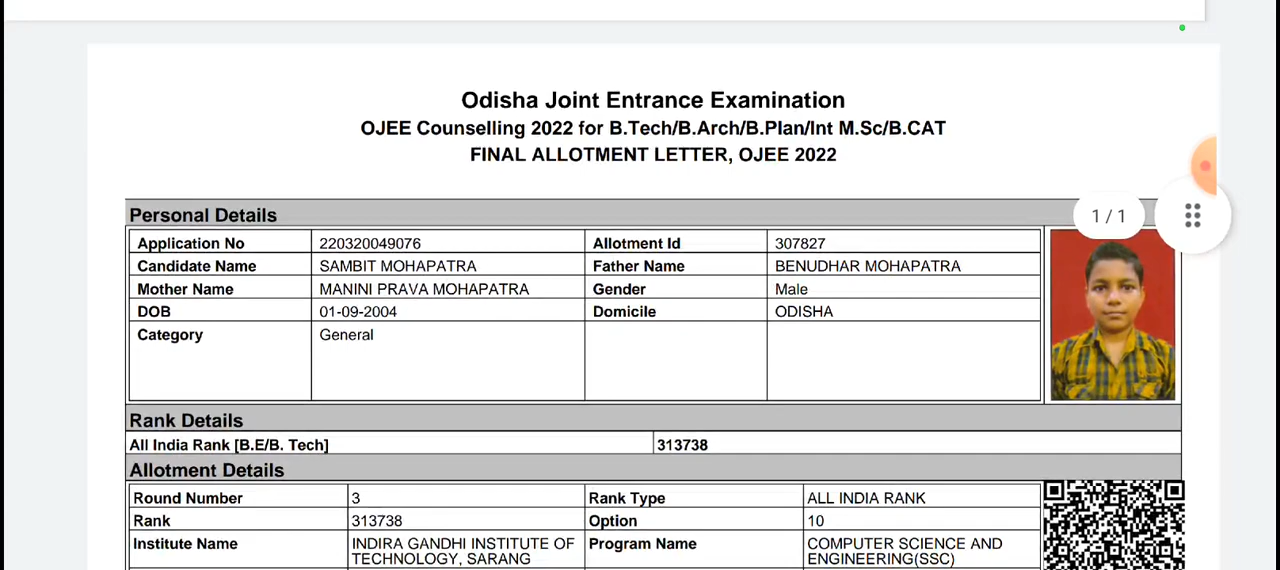 Odisha Joint Entrance Examination
OJEE Counselling 2022 for B.Tech/B.Arch/B.Plan/Int M.Sc/B.CAT
FINAL ALLOTMENT LETTER, OJEE 2022
Personal Details
1 / 1
Application No 220320049076 Allotment Id 307827
Candidate Name SAMBIT MOHAPATRA Father Name BENUDHAR MOHAPATRA
Mother Name MANINI PRAVA MOHAPATRA Gender Male
DOB 01-09-2004 Domicile ODISHA
Category General
Rank Details
All India Rank [B.E/B. Tech] 313738
Allotment Details
Round Number 3 Rank Type ALL INDIA RANK
Rank 313738 Option 10
Institute Name INDIRA GANDHI INSTITUTE OF Program Name COMPUTER SCIENCE AND
TECHNOLOGY, SARANG ENGINEERING(SSC)